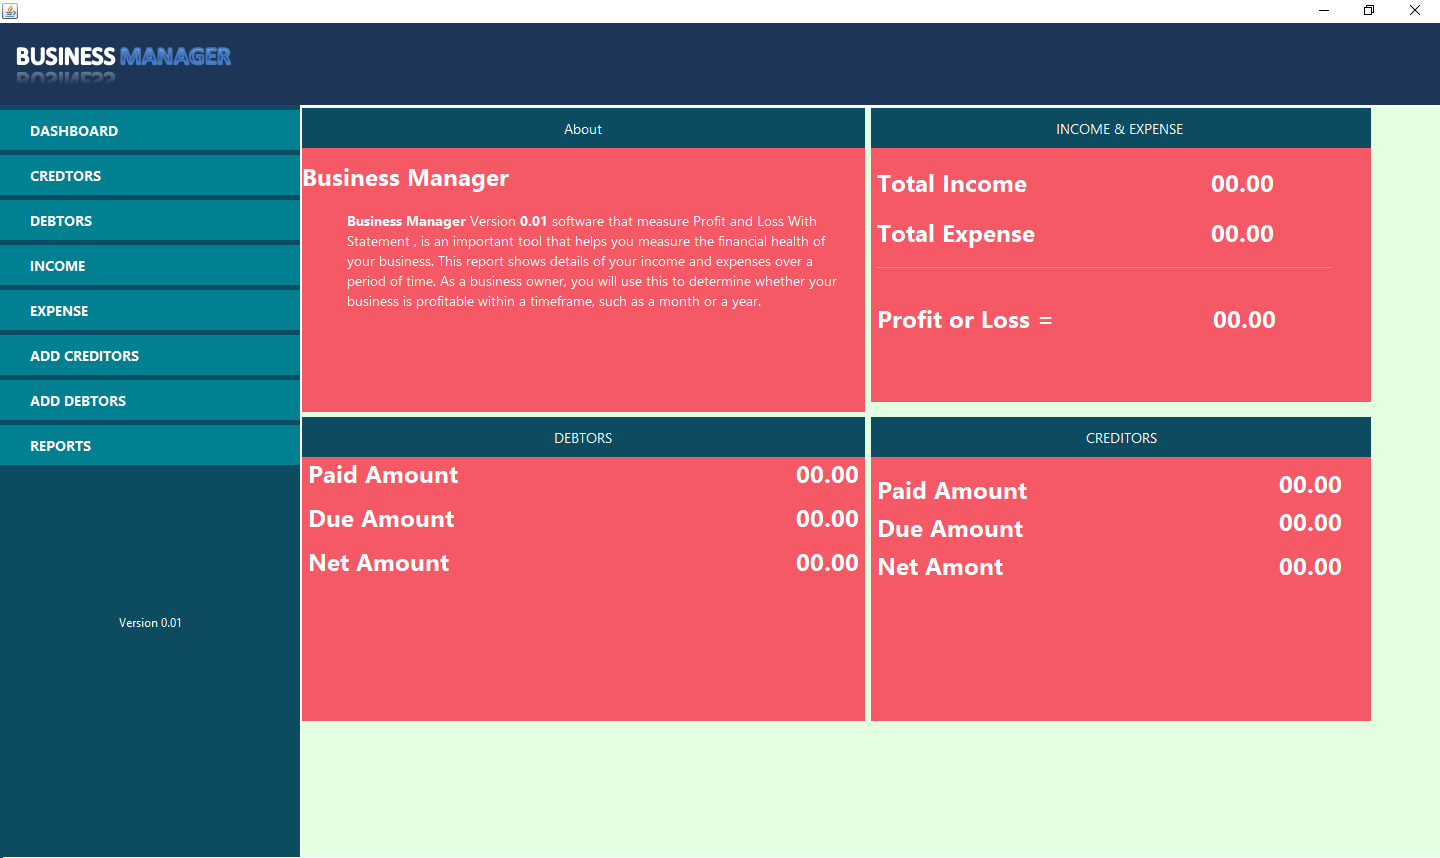 BUSINESS MANAGER
DASHBOARD
CREDTORS
DEBTORS
INCOME
EXPENSE
ADD CREDITORS
ADD DEBTORS
REPORTS
Version 0.01
About
Business Manager
Business Manager Version 0.01 software that measure Profit and Loss With
Statement , is an important tool that helps you measure the financial health of
your business. This report shows details of your income and expenses over a
period of time. As a business owner, you will use this to determine whether your
business is profitable within a timeframe, such as a month or a year.
INCOME & EXPENSE
Total Income 00.00
Total Expense 00.00
Profit or Loss = 00.00
DEBTORS
Paid Amount 00.00
Due Amount 00.00
Net Amount 00.00
CREDITORS
Paid Amount 00.00
Due Amount 00.00
Net Amont 00.00